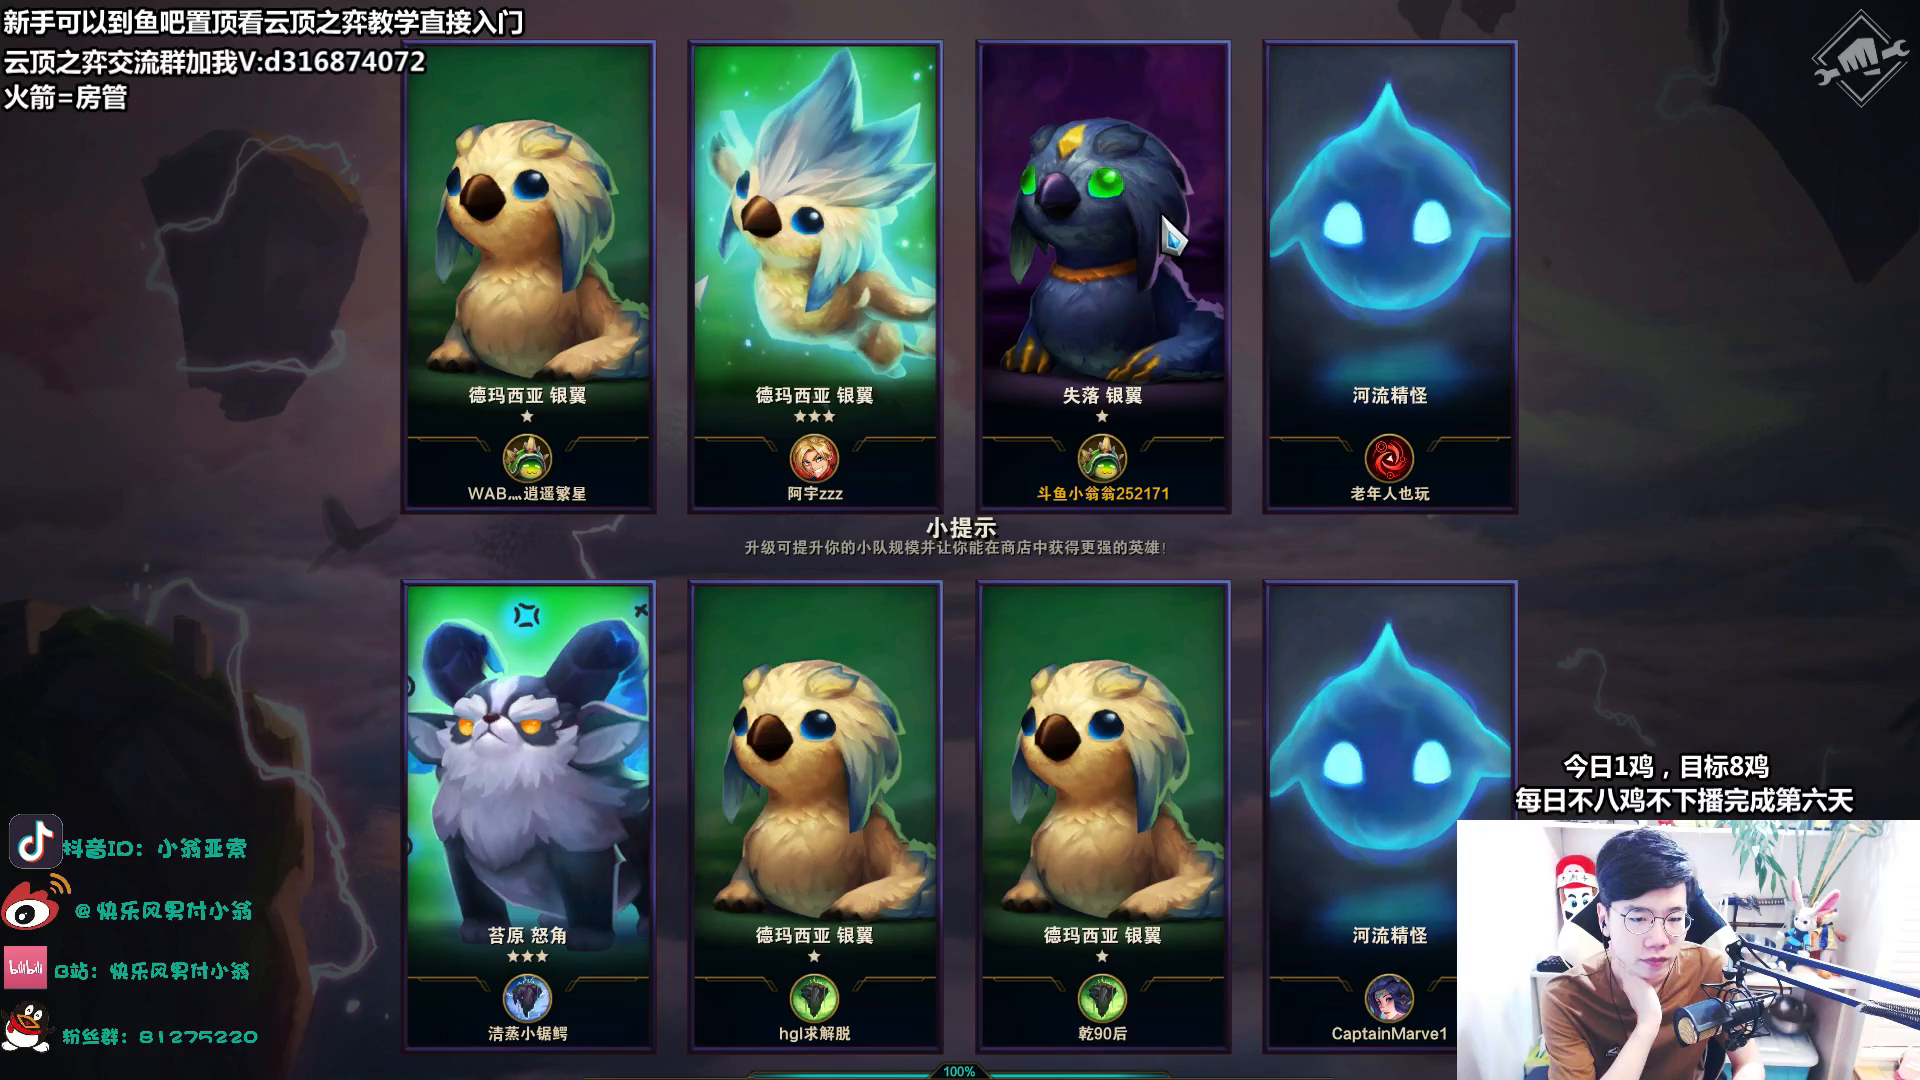 新手可以到鱼吧置顶看云顶之弈教学直接入门
云顶之弈交流群加我V:d316874072
火箭=房管
德玛西亚 银翼
WAB灬逍遥繁星
德玛西亚 银翼
阿宇zzz
失落 银翼
斗鱼小翁翁252171
河流精怪
老年人也玩
小提示
升级可提升你的小队规模并让你能在商店中获得更强的英雄！
苔原 怒角
清蒸小锯鳄
德玛西亚 银翼
hgl求解脱
德玛西亚 银翼
乾90后
河流精怪
CaptainMarve1
今日1鸡，目标8鸡
每日不八鸡不下播完成第六天
抖音ID：小翁亚索
@快乐风男付小翁
bilibili
B站：快乐风男付小翁
粉丝群：81275220
100%